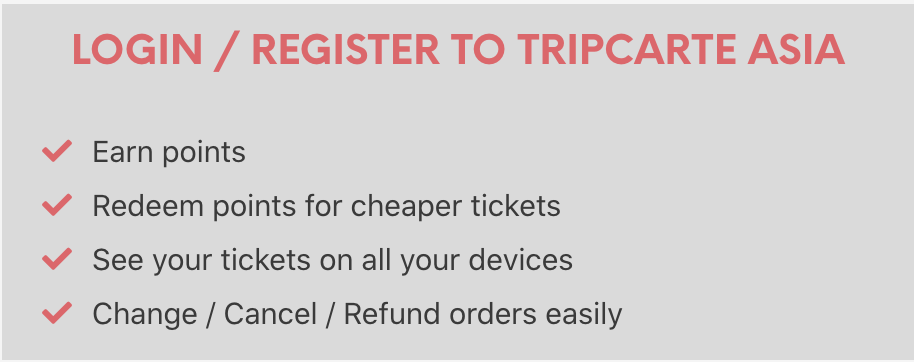 LOGIN / REGISTER TO TRIPCARTE ASIA
Earn points
Redeem points for cheaper tickets
See your tickets on all your devices
Change / Cancel / Refund orders easily